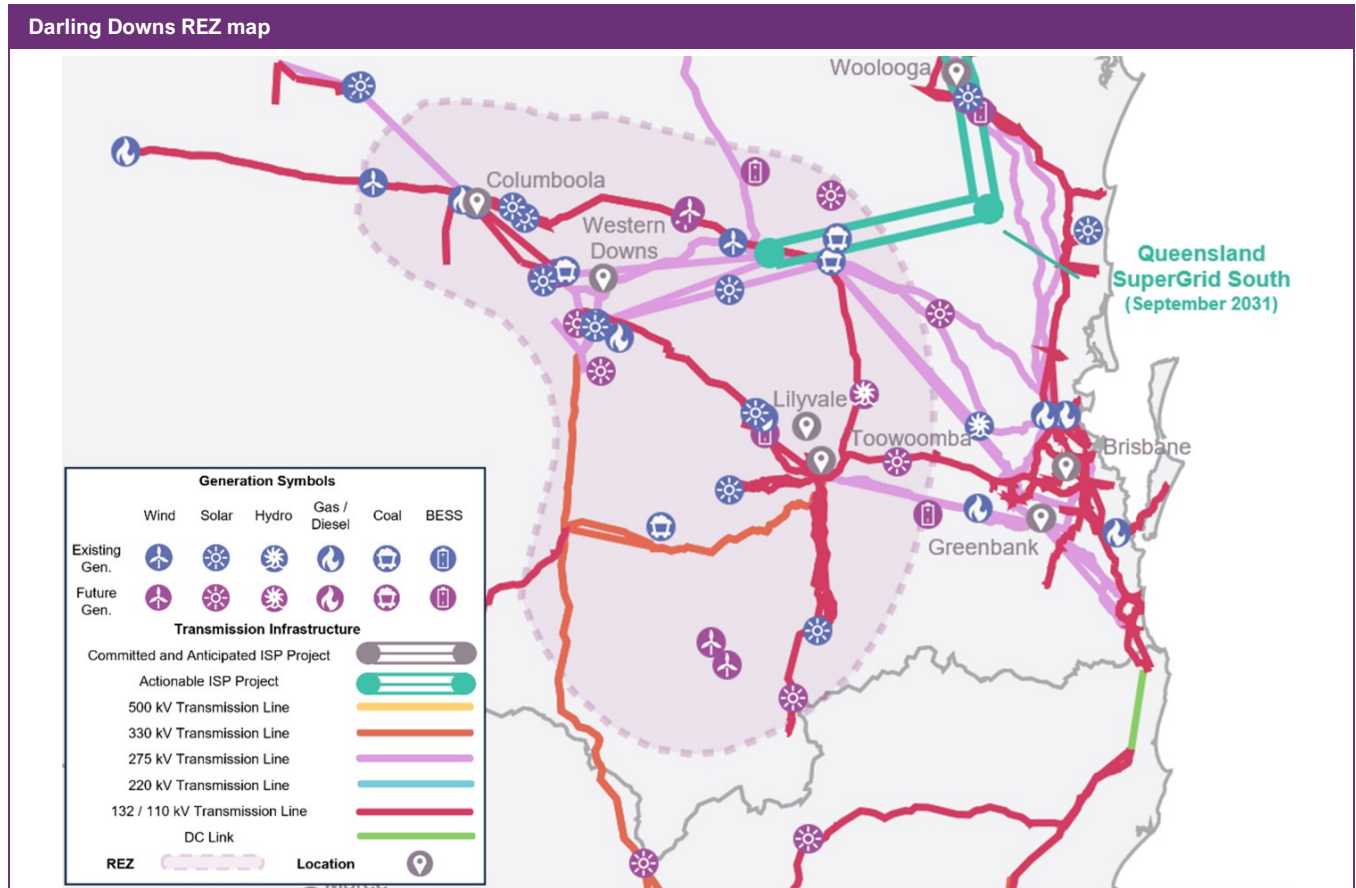 Darling Downs REZ map
Woolooga
Columboola
Western
Downs
Queensland
SuperGrid South
(September 2031)
Lilyvale
Toowoomba
Brisbane
Greenbank
Generation Symbols
Wind Solar Hydro Gas / Diesel Coal BESS
Existing
Gen.
Future
Gen.
Transmission Infrastructure
Committed and Anticipated ISP Project
Actionable ISP Project
500 kV Transmission Line
330 kV Transmission Line
275 kV Transmission Line
220 kV Transmission Line
132 / 110 kV Transmission Line
DC Link
REZ Location